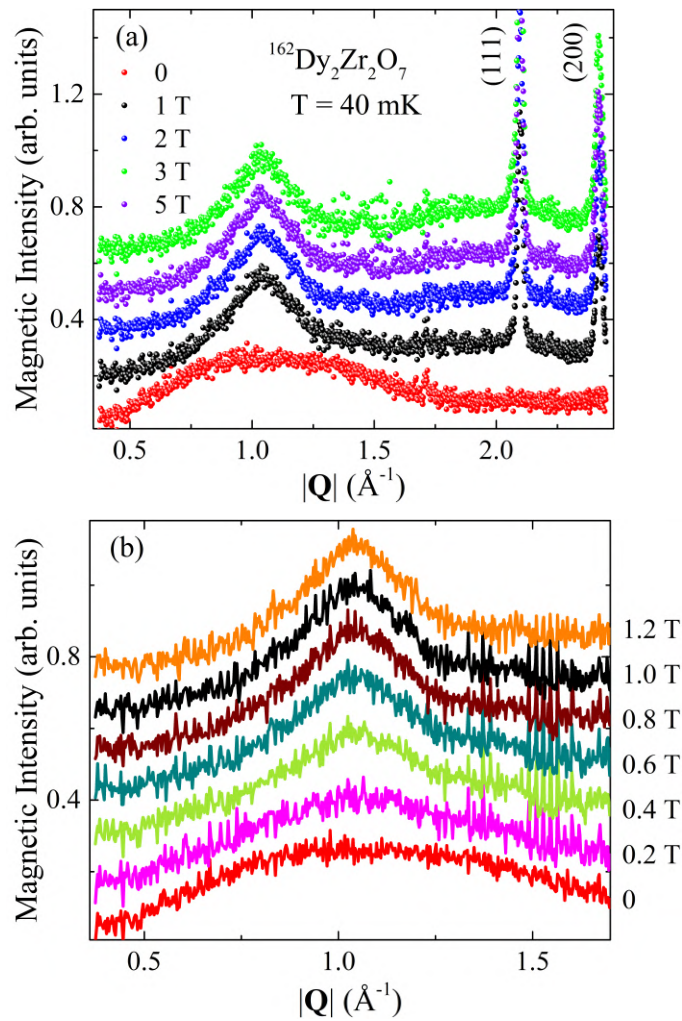 (a)
¹⁶²Dy₂Zr₂O₇
T = 40 mK
0
1 T
2 T
3 T
5 T
(111)
(200)
Magnetic Intensity (arb. units)
1.2
0.8
0.4
0.5
1.0
1.5
2.0
|Q| (Å⁻¹)
(b)
Magnetic Intensity (arb. units)
0.8
0.4
1.2 T
1.0 T
0.8 T
0.6 T
0.4 T
0.2 T
0
0.5
1.0
1.5
|Q| (Å⁻¹)